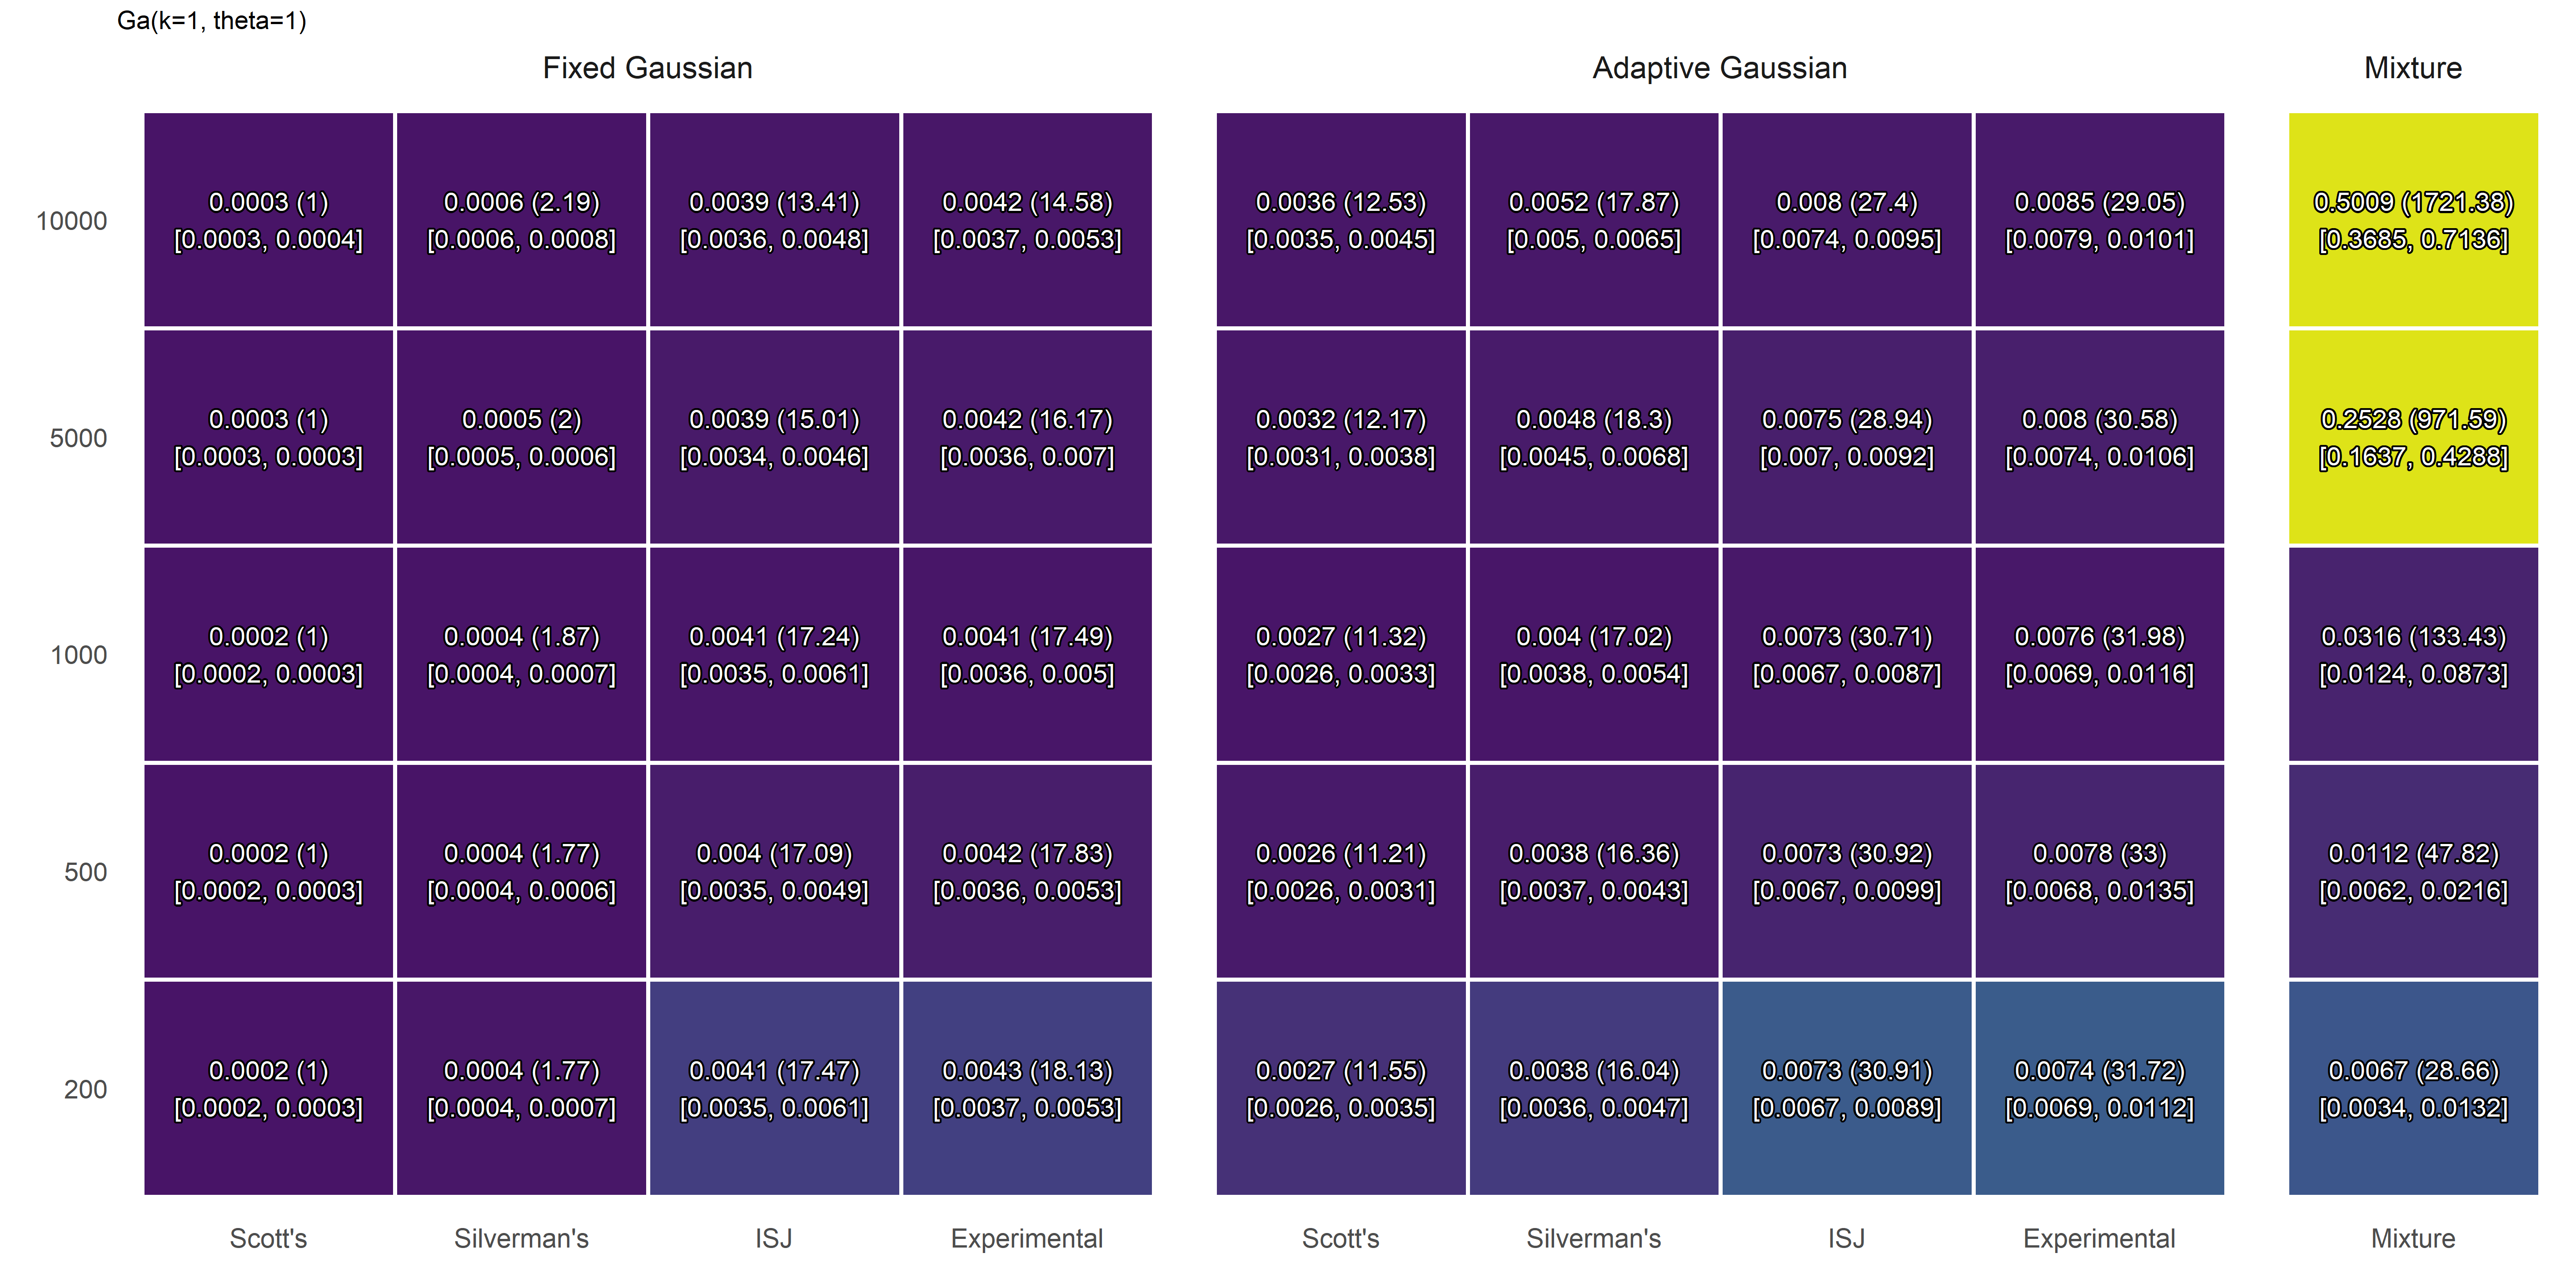 Ga(k=1, theta=1)
Fixed Gaussian Adaptive Gaussian Mixture
10000 0.0003 (1) 0.0006 (2.19) 0.0039 (13.41) 0.0042 (14.58) 0.0036 (12.53) 0.0052 (17.87) 0.008 (27.4) 0.0085 (29.05) 0.5009 (1721.38)
[0.0003, 0.0004] [0.0006, 0.0008] [0.0036, 0.0048] [0.0037, 0.0053] [0.0035, 0.0045] [0.005, 0.0065] [0.0074, 0.0095] [0.0079, 0.0101] [0.3685, 0.7136]
5000 0.0003 (1) 0.0005 (2) 0.0039 (15.01) 0.0042 (16.17) 0.0032 (12.17) 0.0048 (18.3) 0.0075 (28.94) 0.008 (30.58) 0.2528 (971.59)
[0.0003, 0.0003] [0.0005, 0.0006] [0.0034, 0.0046] [0.0036, 0.007] [0.0031, 0.0038] [0.0045, 0.0068] [0.007, 0.0092] [0.0074, 0.0106] [0.1637, 0.4288]
1000 0.0002 (1) 0.0004 (1.87) 0.0041 (17.24) 0.0041 (17.49) 0.0027 (11.32) 0.004 (17.02) 0.0073 (30.71) 0.0076 (31.98) 0.0316 (133.43)
[0.0002, 0.0003] [0.0004, 0.0007] [0.0035, 0.0061] [0.0036, 0.005] [0.0026, 0.0033] [0.0038, 0.0054] [0.0067, 0.0087] [0.0069, 0.0116] [0.0124, 0.0873]
500 0.0002 (1) 0.0004 (1.77) 0.004 (17.09) 0.0042 (17.83) 0.0026 (11.21) 0.0038 (16.36) 0.0073 (30.92) 0.0078 (33) 0.0112 (47.82)
[0.0002, 0.0003] [0.0004, 0.0006] [0.0035, 0.0049] [0.0036, 0.0053] [0.0026, 0.0031] [0.0037, 0.0043] [0.0067, 0.0099] [0.0068, 0.0135] [0.0062, 0.0216]
200 0.0002 (1) 0.0004 (1.77) 0.0041 (17.47) 0.0043 (18.13) 0.0027 (11.55) 0.0038 (16.04) 0.0073 (30.91) 0.0074 (31.72) 0.0067 (28.66)
[0.0002, 0.0003] [0.0004, 0.0007] [0.0035, 0.0061] [0.0037, 0.0053] [0.0026, 0.0035] [0.0036, 0.0047] [0.0067, 0.0089] [0.0069, 0.0112] [0.0034, 0.0132]
Scott's Silverman's ISJ Experimental Scott's Silverman's ISJ Experimental Mixture